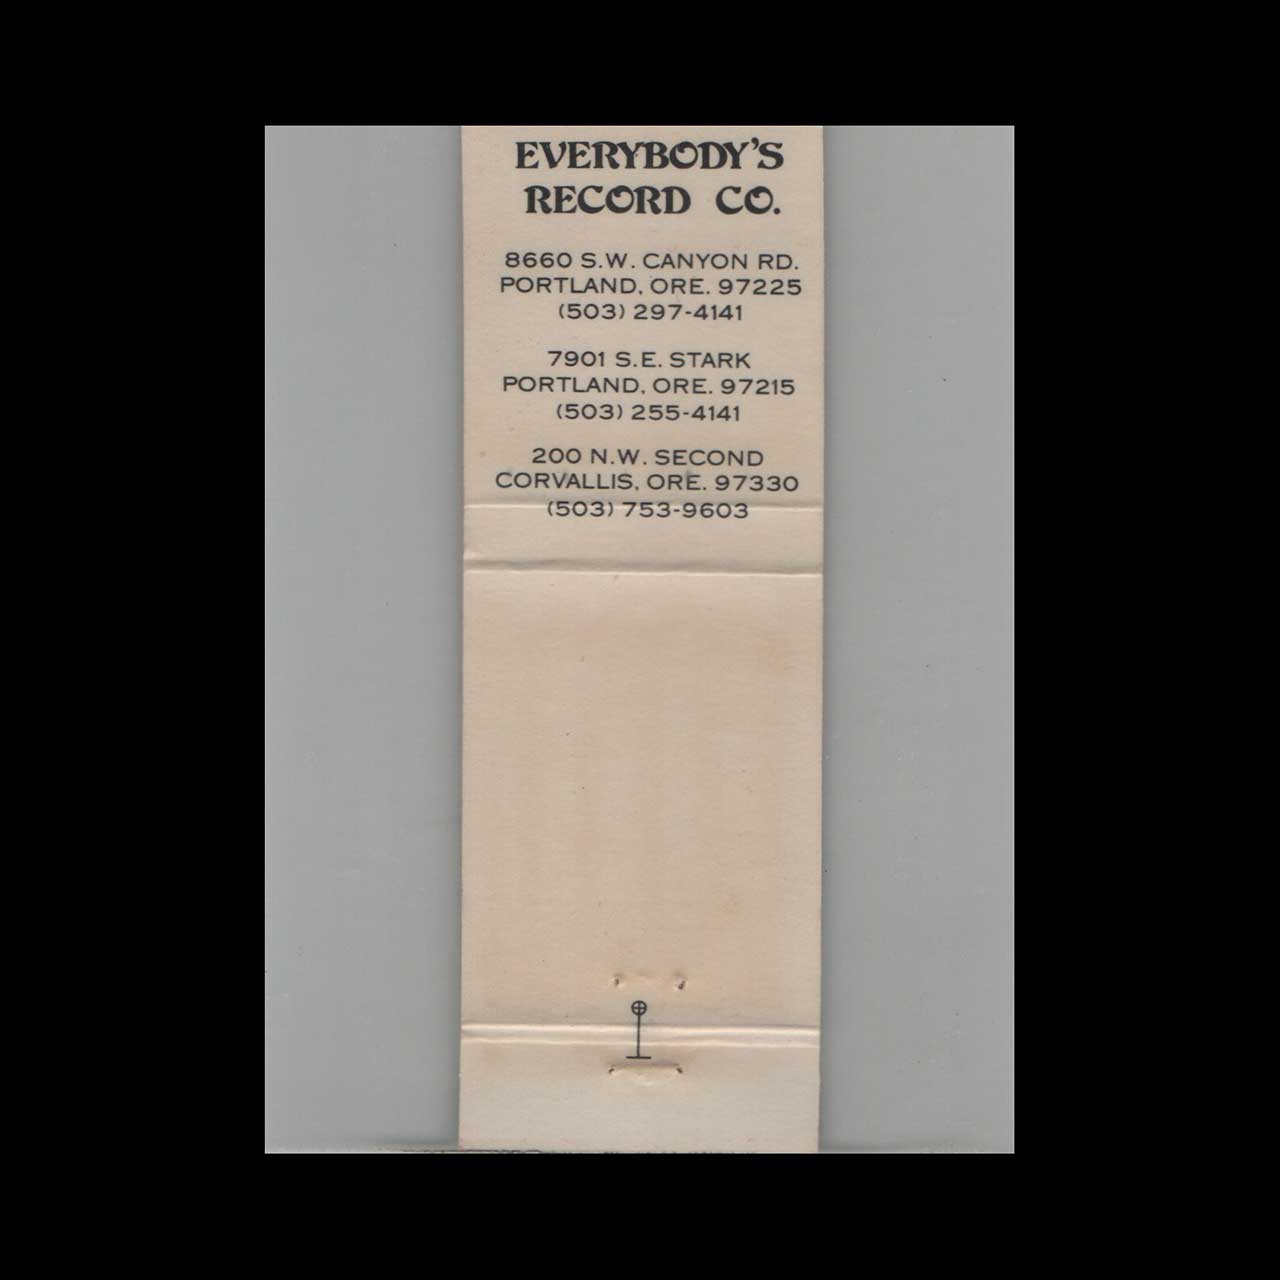 EVERYBODY'S
RECORD CO.
8660 S.W. CANYON RD.
PORTLAND, ORE. 97225
(503) 297-4141
7901 S.E. STARK
PORTLAND, ORE. 97215
(503) 255-4141
200 N.W. SECOND
CORVALLIS, ORE. 97330
(503) 753-9603